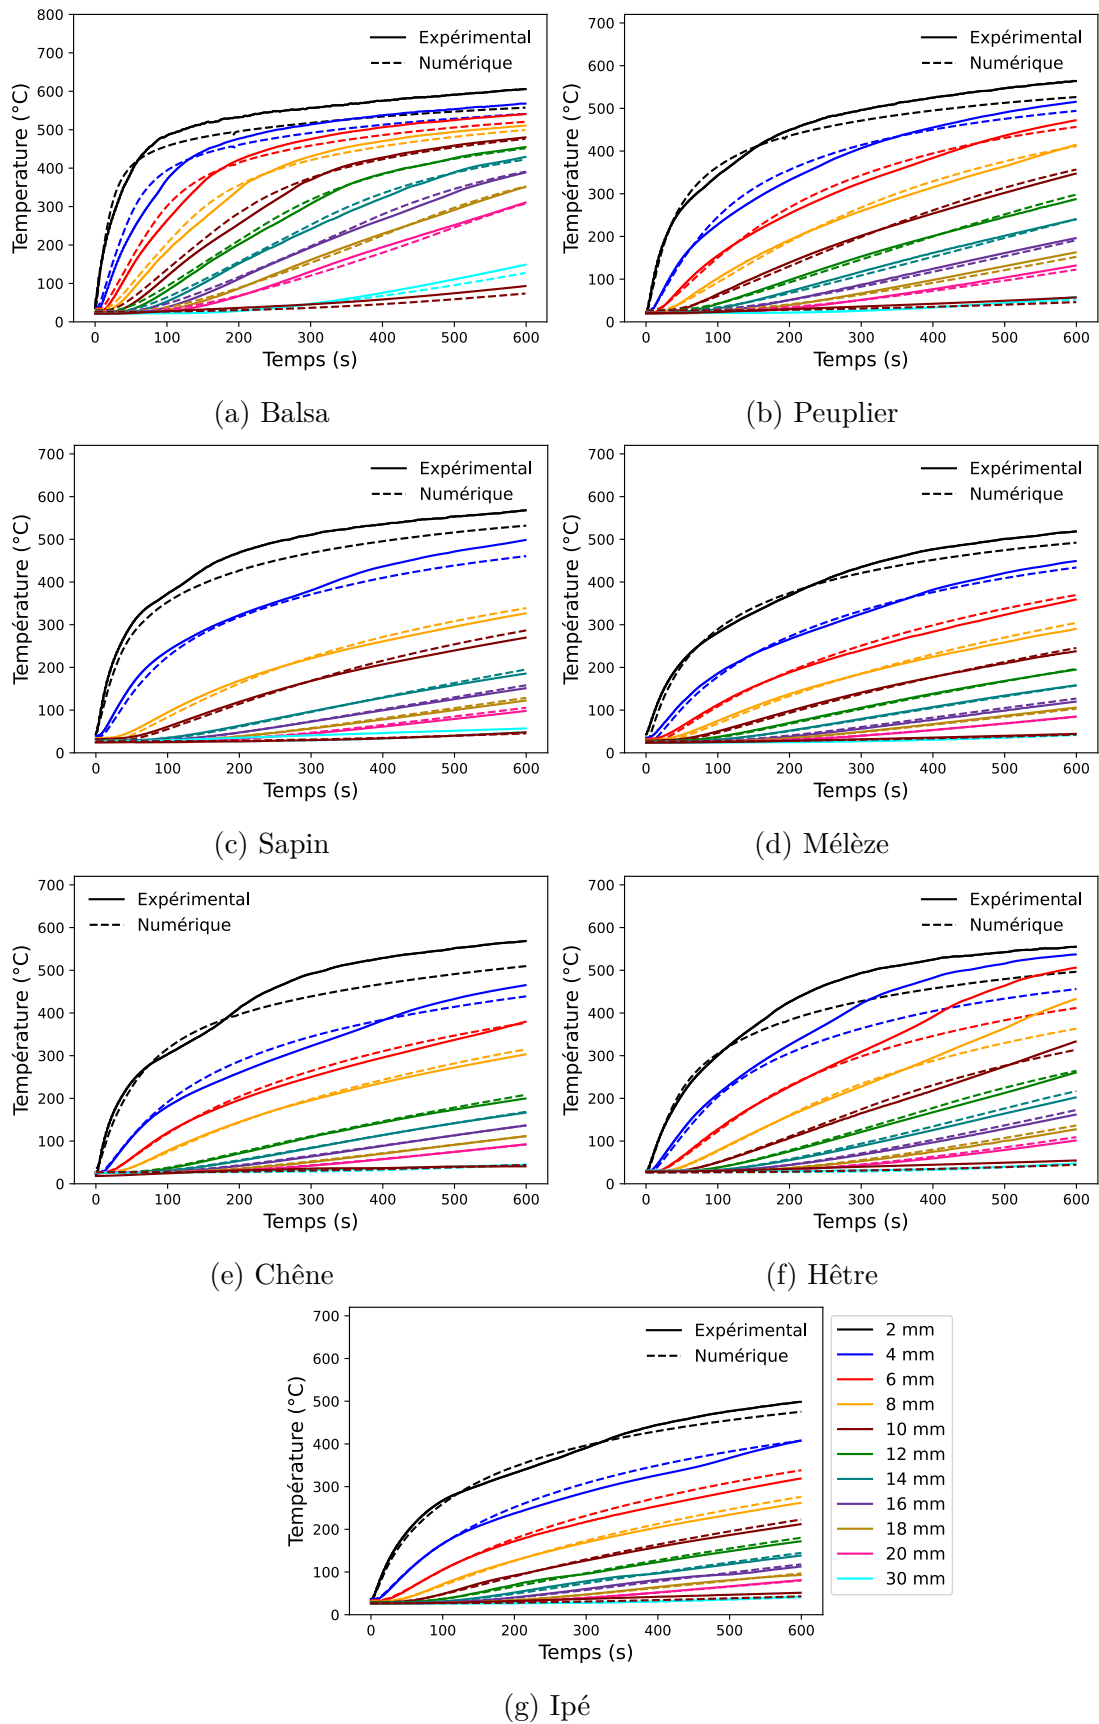 800
700
600
500
400
300
200
100
0
Temperature (°C)
Expérimental
Numérique
0 100 200 300 400 500 600
Temps (s)
(a) Balsa
700
600
500
400
300
200
100
0
Température (°C)
Expérimental
Numérique
0 100 200 300 400 500 600
Temps (s)
(b) Peuplier
700
600
500
400
300
200
100
0
Température (°C)
Expérimental
Numérique
0 100 200 300 400 500 600
Temps (s)
(c) Sapin
700
600
500
400
300
200
100
0
Température (°C)
Expérimental
Numérique
0 100 200 300 400 500 600
Temps (s)
(d) Mélèze
700
600
500
400
300
200
100
0
Température (°C)
Expérimental
Numérique
0 100 200 300 400 500 600
Temps (s)
(e) Chêne
700
600
500
400
300
200
100
0
Température (°C)
Expérimental
Numérique
0 100 200 300 400 500 600
Temps (s)
(f) Hêtre
700
600
500
400
300
200
100
0
Température (°C)
Expérimental
Numérique
0 100 200 300 400 500 600
Temps (s)
2 mm
4 mm
6 mm
8 mm
10 mm
12 mm
14 mm
16 mm
18 mm
20 mm
30 mm
(g) Ipé